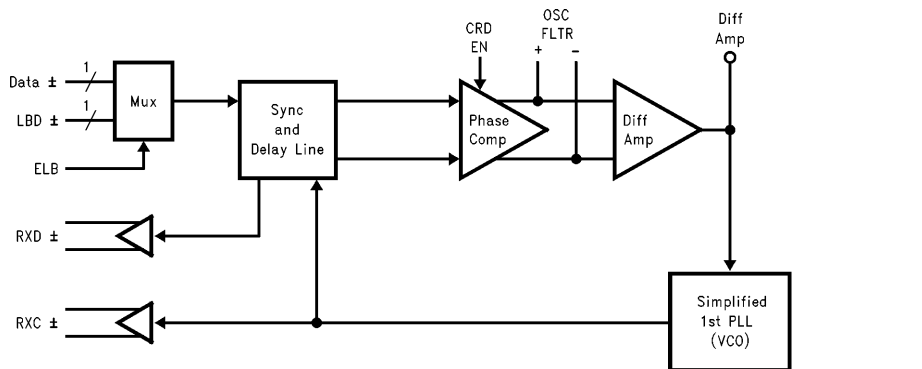 Diff
Amp
OSC
FLTR
+ -
CRD
EN
Data ±
1
LBD ±
1
ELB
Mux
Sync
and
Delay Line
Phase
Comp
Diff
Amp
RXD ±
RXC ±
Simplified
1st PLL
(VCO)